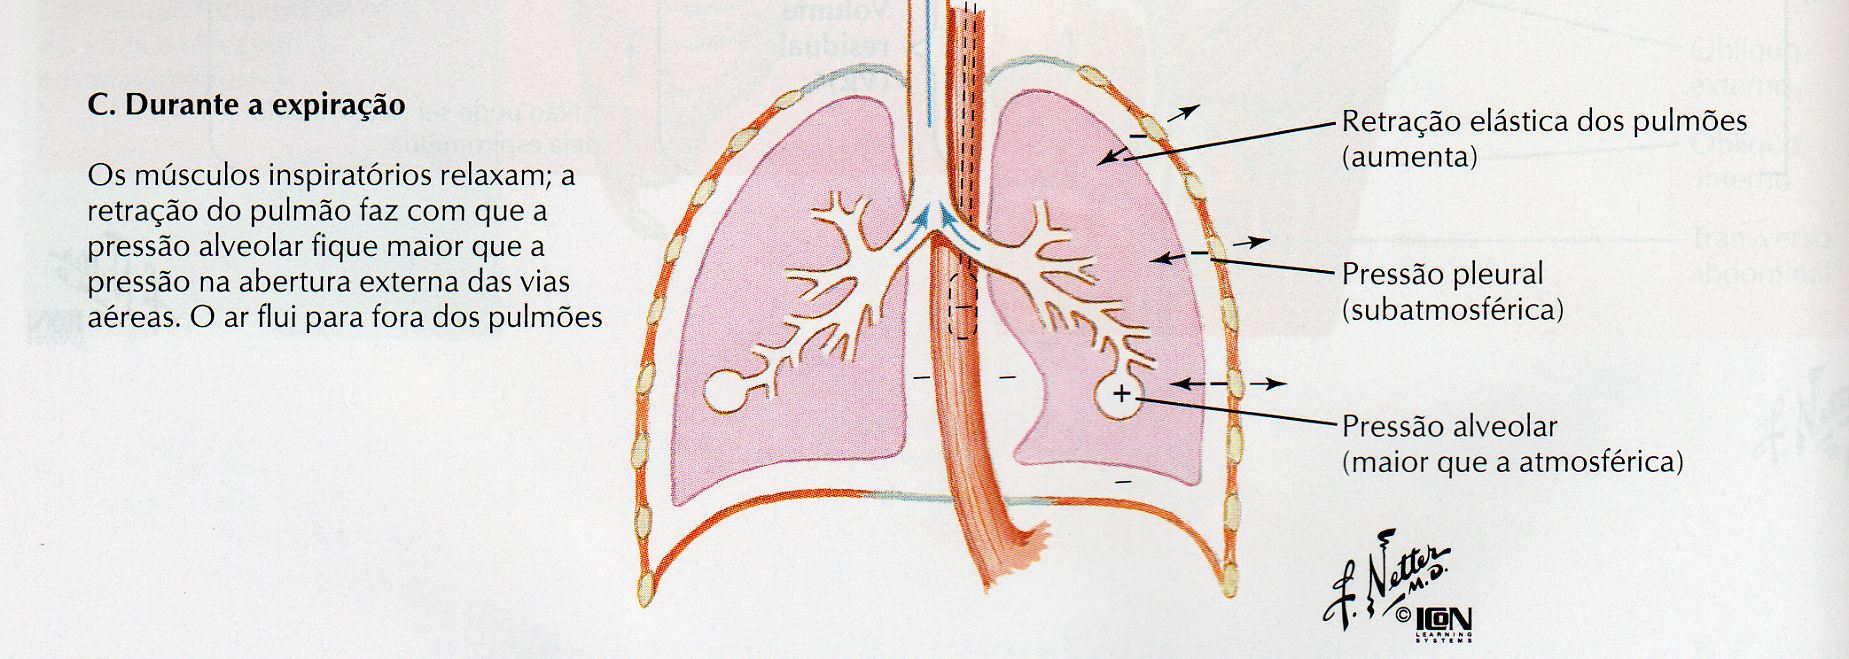 C. Durante a expiração
Os músculos inspiratórios relaxam; a
retração do pulmão faz com que a
pressão alveolar fique maior que a
pressão na abertura externa das vias
aéreas. O ar flui para fora dos pulmões
Retração elástica dos pulmões
(aumenta)
Pressão pleural
(subatmosférica)
+
Pressão alveolar
(maior que a atmosférica)
F. Netter
M.D.
© ICON
LEARNING
SYSTEMS